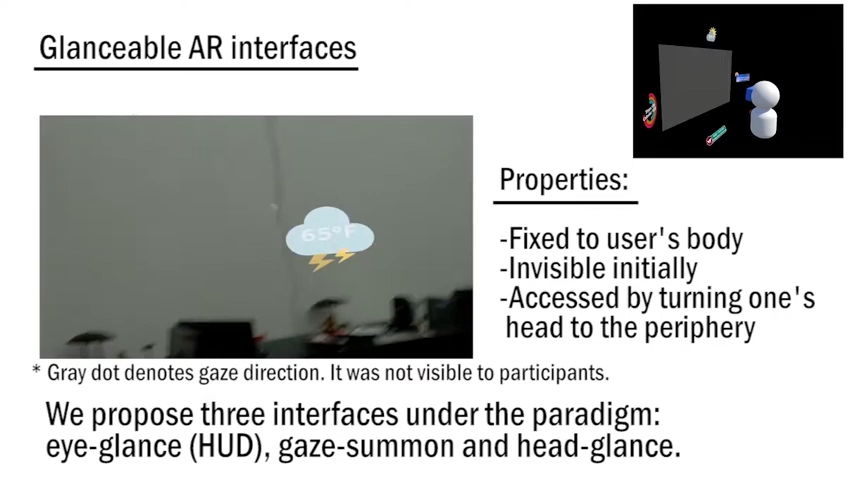 Glanceable AR interfaces
65°F
Properties:
-Fixed to user's body
-Invisible initially
-Accessed by turning one's
head to the periphery
* Gray dot denotes gaze direction. It was not visible to participants.
We propose three interfaces under the paradigm:
eye-glance (HUD), gaze-summon and head-glance.